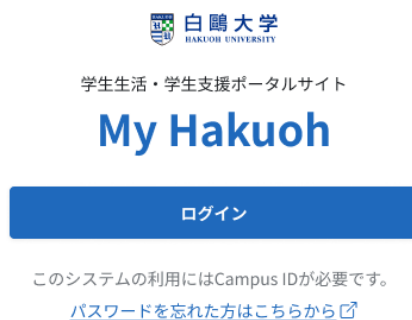 白鷗大学
HAKUOH UNIVERSITY
学生生活・学生支援ポータルサイト
My Hakuoh
ログイン
このシステムの利用にはCampus IDが必要です。
パスワードを忘れた方はこちらから